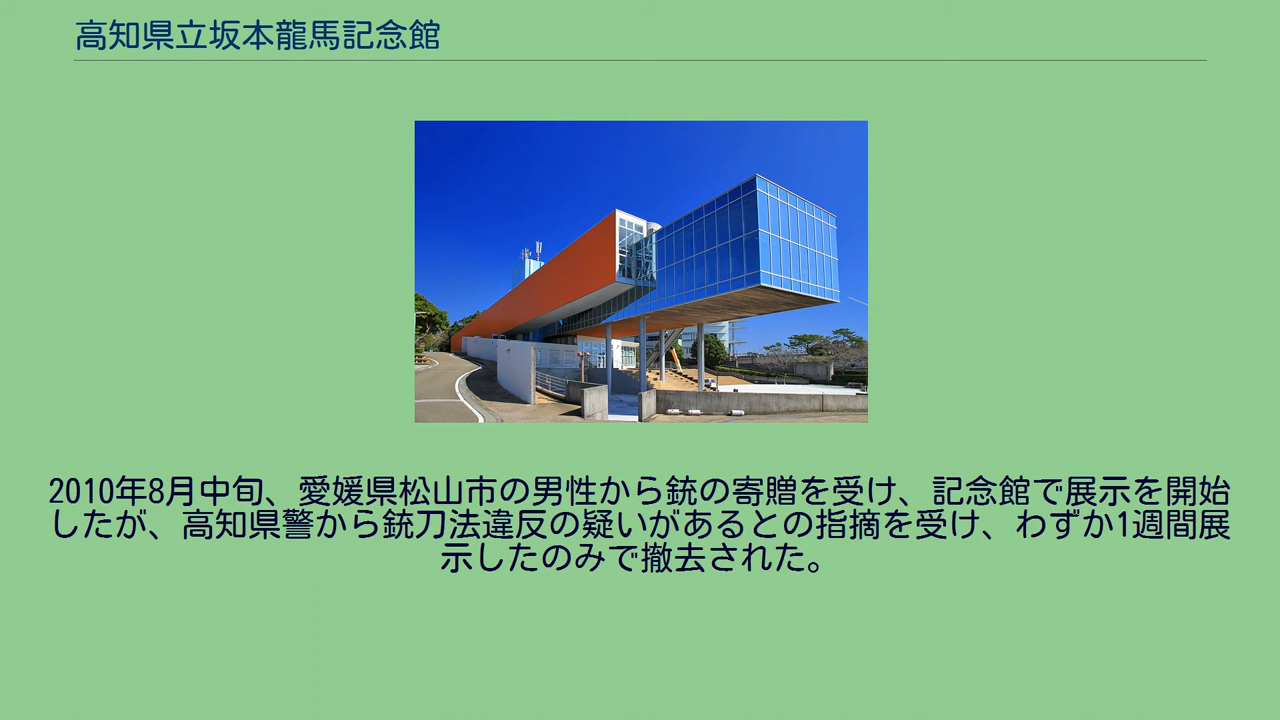 高知県立坂本龍馬記念館
2010年8月中旬、愛媛県松山市の男性から銃の寄贈を受け、記念館で展示を開始
したが、高知県警から銃刀法違反の疑いがあるとの指摘を受け、わずか1週間展
示したのみで撤去された。